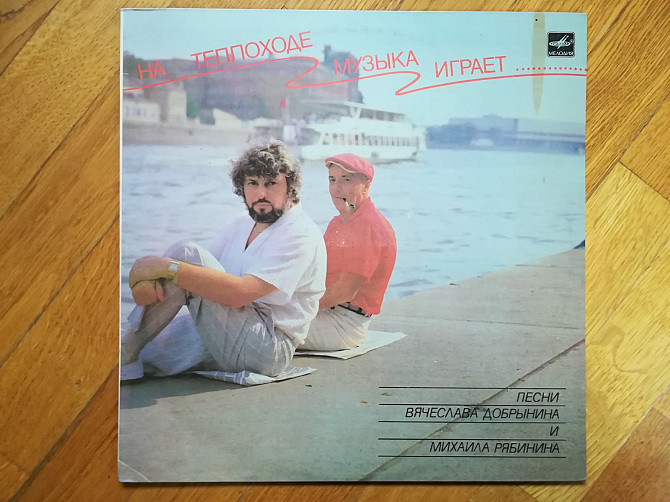 НА ТЕПЛОХОДЕ МУЗЫКА ИГРАЕТ............
МЕЛОДИЯ
ПЕСНИ
ВЯЧЕСЛАВА ДОБРЫНИНА
И
МИХАИЛА РЯБИНИНА